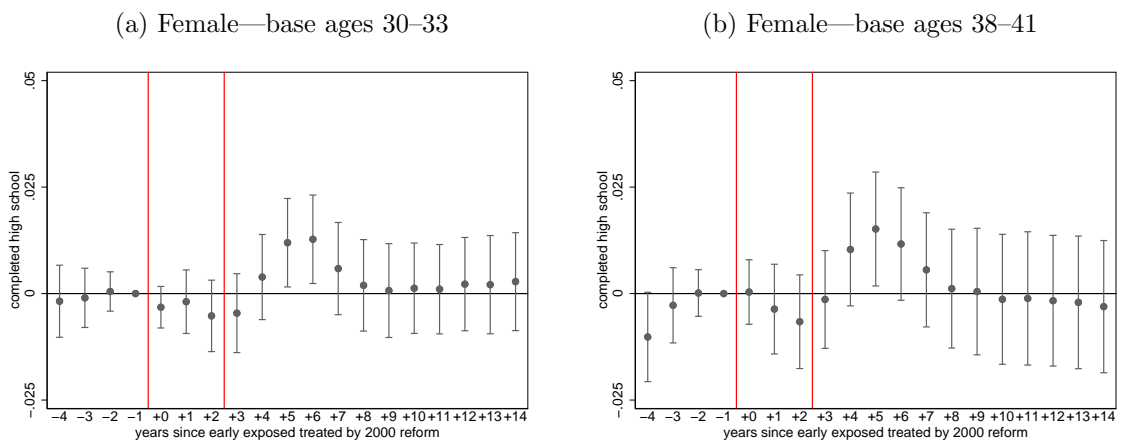 (a) Female—base ages 30–33
completed high school
.05
.025
0
-.025
−4 −3 −2 −1 +0 +1 +2 +3 +4 +5 +6 +7 +8 +9 +10 +11 +12 +13 +14
years since early exposed treated by 2000 reform
(b) Female—base ages 38–41
completed high school
.05
.025
0
-.025
−4 −3 −2 −1 +0 +1 +2 +3 +4 +5 +6 +7 +8 +9 +10 +11 +12 +13 +14
years since early exposed treated by 2000 reform